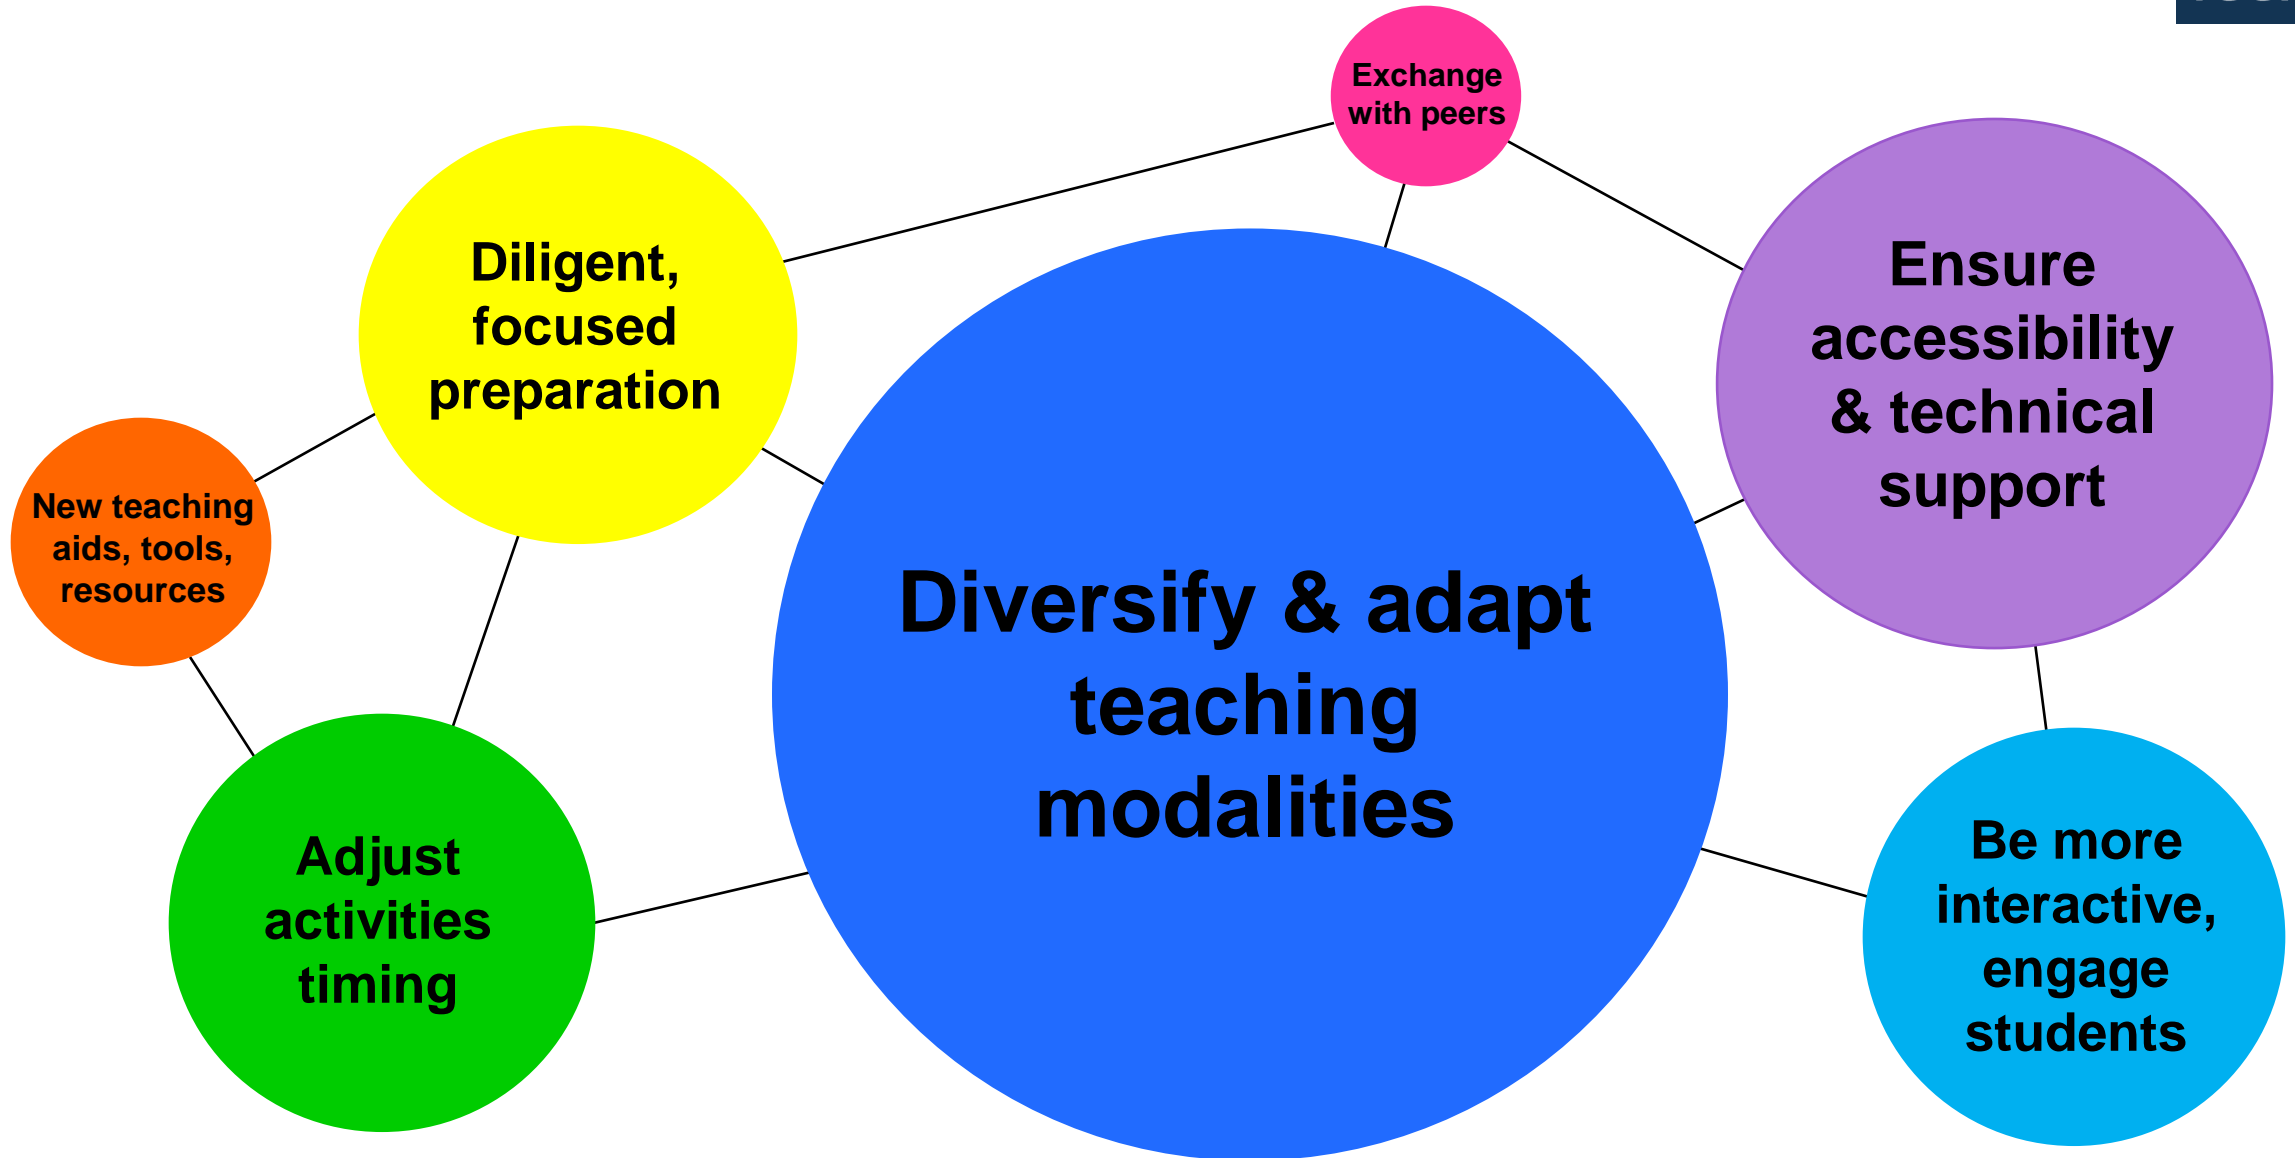 Exchange
with peers
Diligent,
focused
preparation
Ensure
accessibility
& technical
support
New teaching
aids, tools,
resources
Diversify & adapt
teaching
modalities
Adjust
activities
timing
Be more
interactive,
engage
students